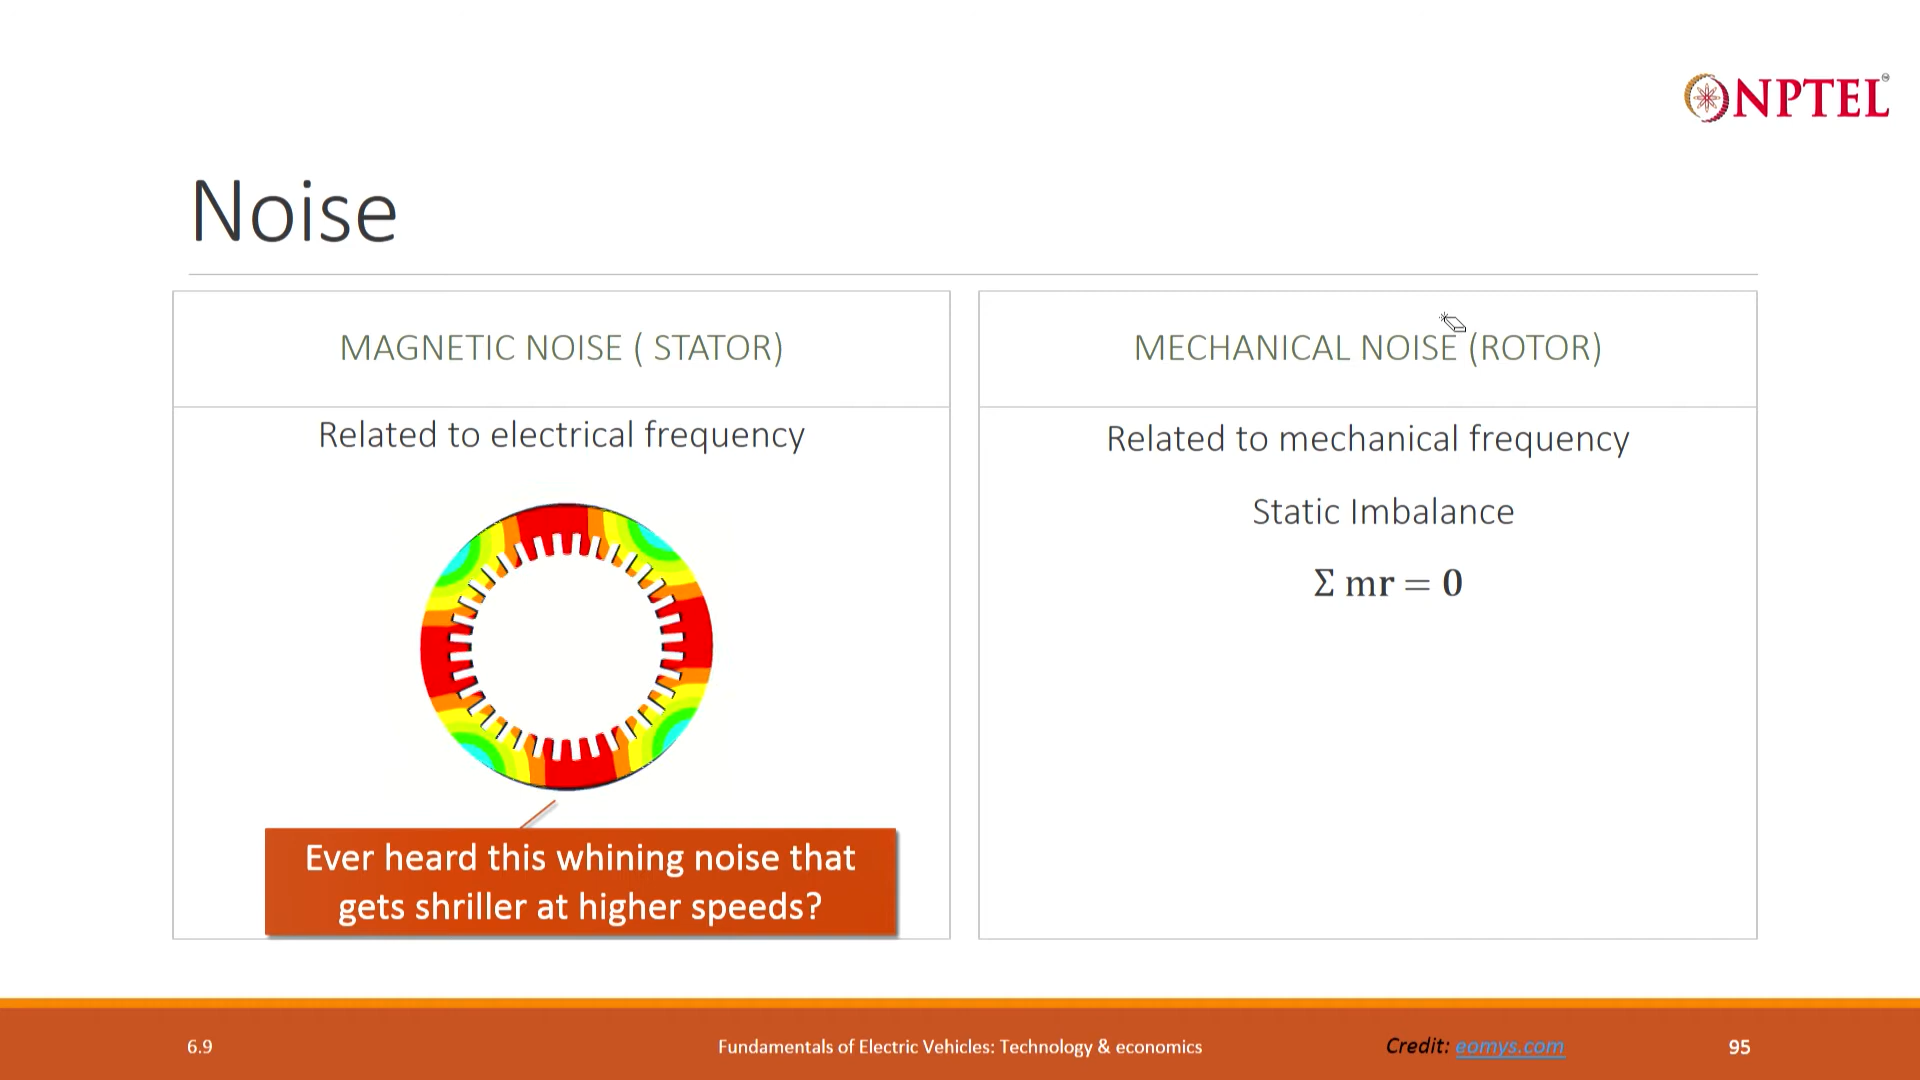 NPTEL
Noise
MAGNETIC NOISE ( STATOR)
Related to electrical frequency
Ever heard this whining noise that
gets shriller at higher speeds?
MECHANICAL NOISE (ROTOR)
Related to mechanical frequency
Static Imbalance
Σ mr = 0
6.9
Fundamentals of Electric Vehicles: Technology & economics
Credit: eomys.com
95